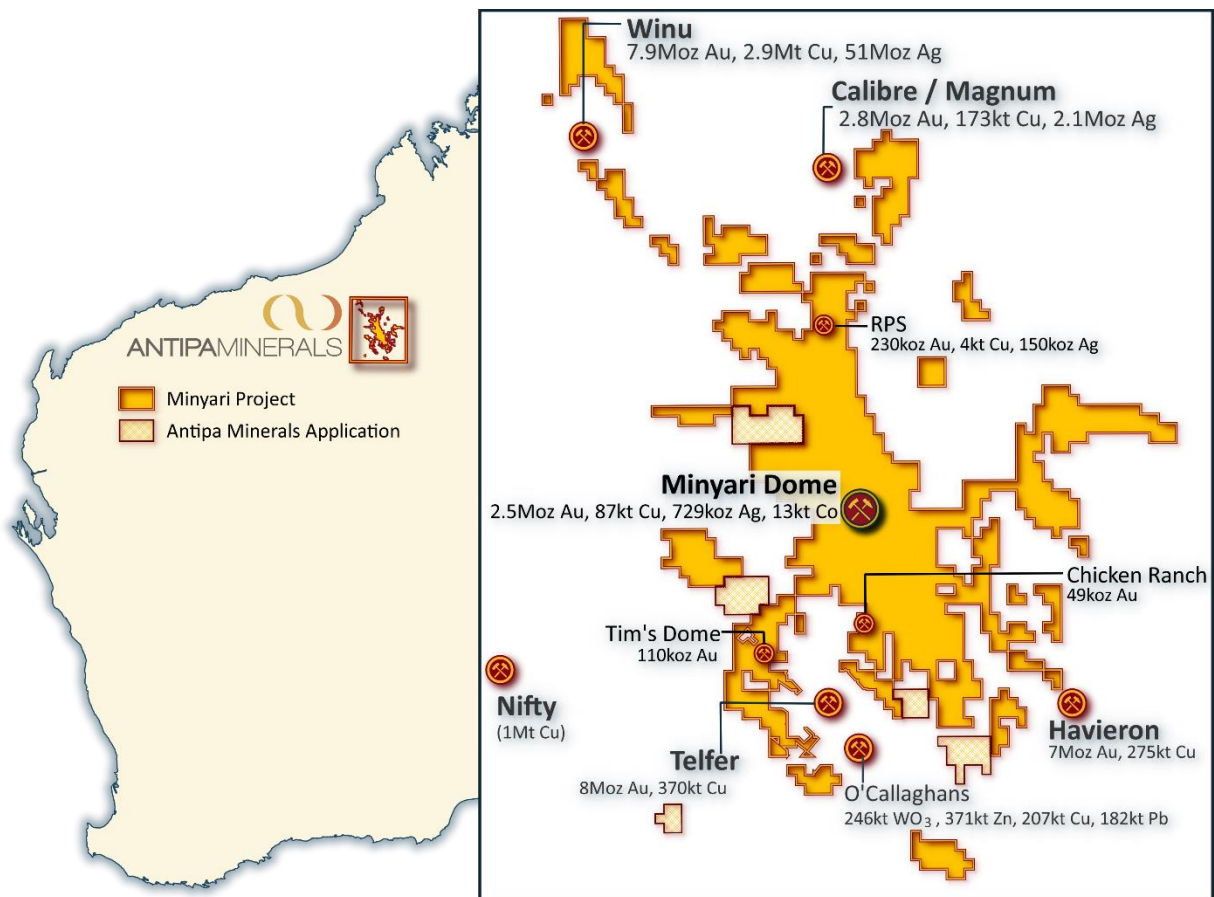 Winu
7.9Moz Au, 2.9Mt Cu, 51Moz Ag
Calibre / Magnum
2.8Moz Au, 173kt Cu, 2.1Moz Ag
ANTIPAMINERALS
Minyari Project
Antipa Minerals Application
RPS
230koz Au, 4kt Cu, 150koz Ag
Minyari Dome
2.5Moz Au, 87kt Cu, 729koz Ag, 13kt Co
Chicken Ranch
49koz Au
Tim's Dome
110koz Au
Nifty
(1Mt Cu)
Telfer
8Moz Au, 370kt Cu
Havieron
7Moz Au, 275kt Cu
O'Callaghans
246kt WO₃ , 371kt Zn, 207kt Cu, 182kt Pb